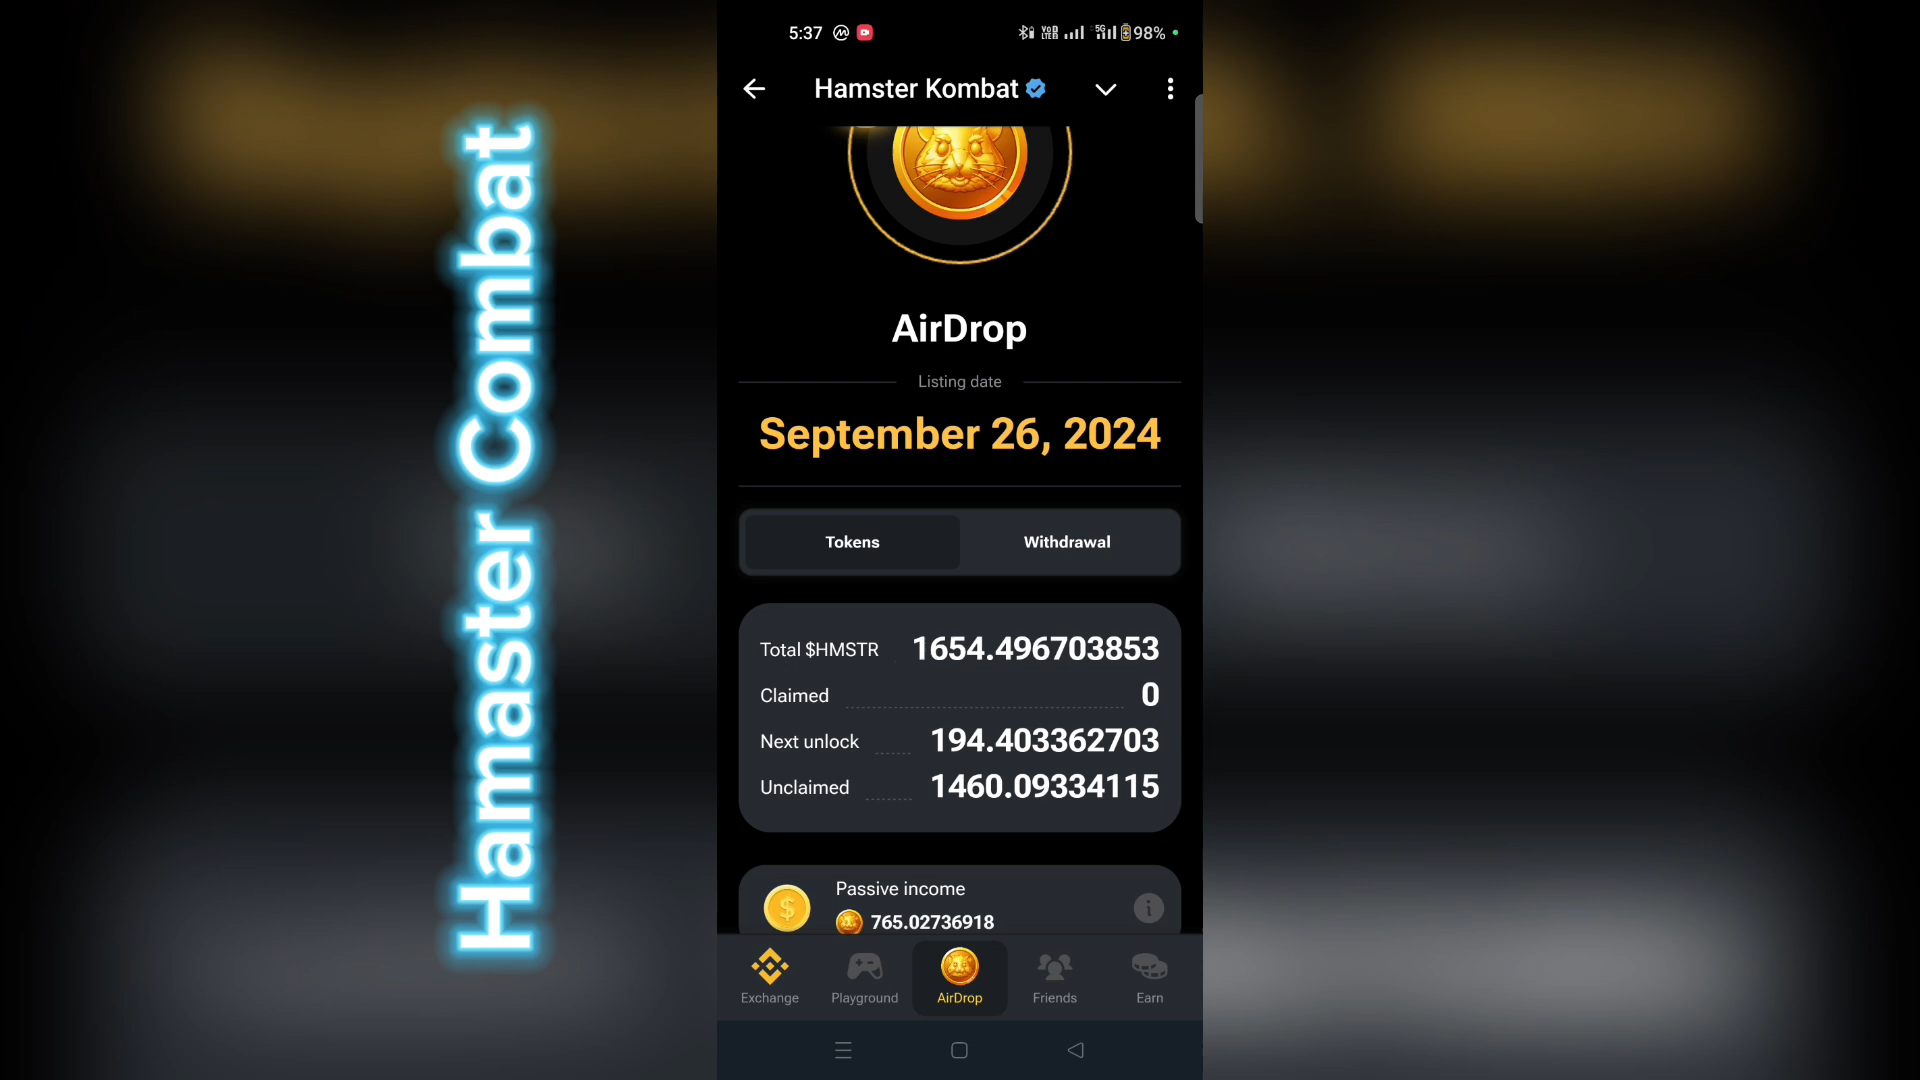 Hamaster Combat
5:37 98%
Hamster Kombat
AirDrop
Listing date
September 26, 2024
Tokens Withdrawal
Total $HMSTR 1654.496703853
Claimed 0
Next unlock 194.403362703
Unclaimed 1460.09334115
Passive income
765.02736918
Exchange Playground AirDrop Friends Earn